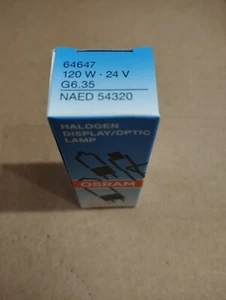 64647
120 W · 24 V
G6.35
NAED 54320
HALOGEN
DISPLAY/OPTIC
LAMP
OSRAM